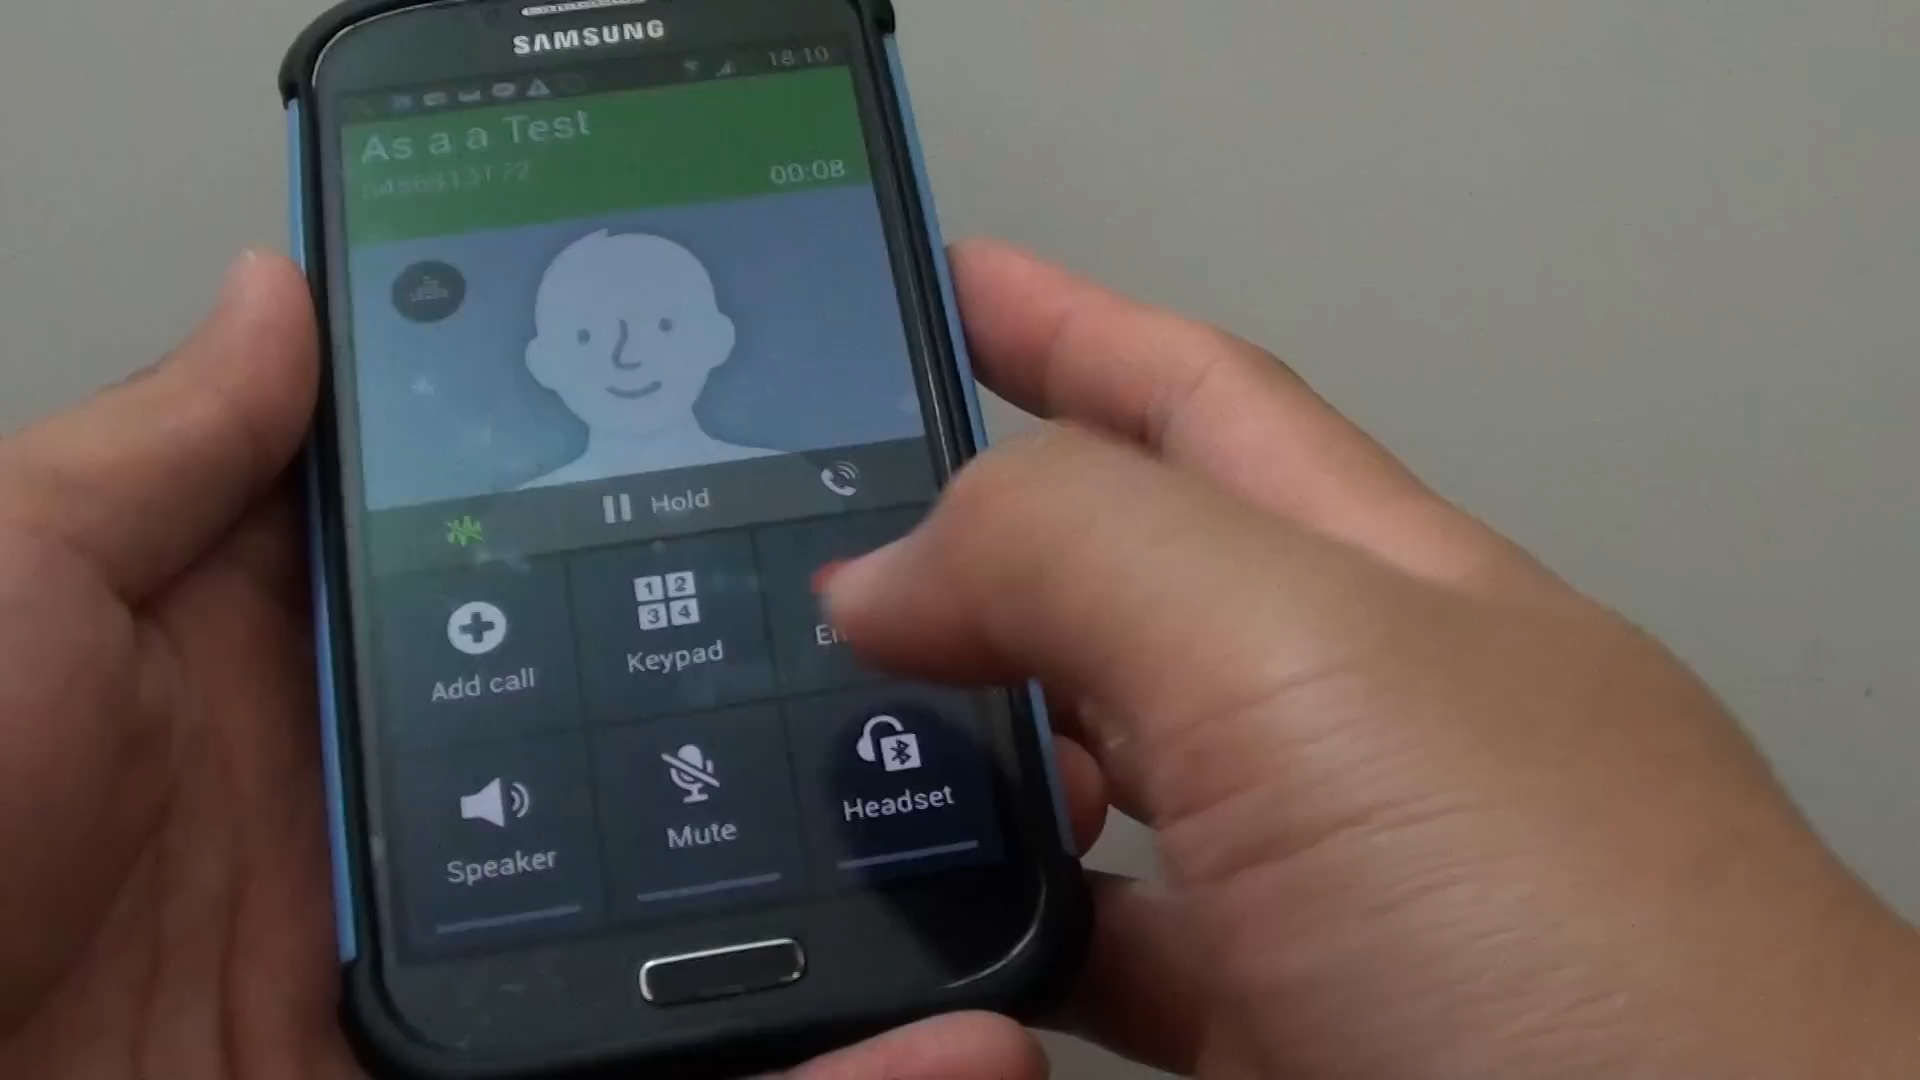 SAMSUNG
18:10
As a a Test
00:08
Hold
1 2
3 4
Add call
Keypad
Speaker
Mute
Headset